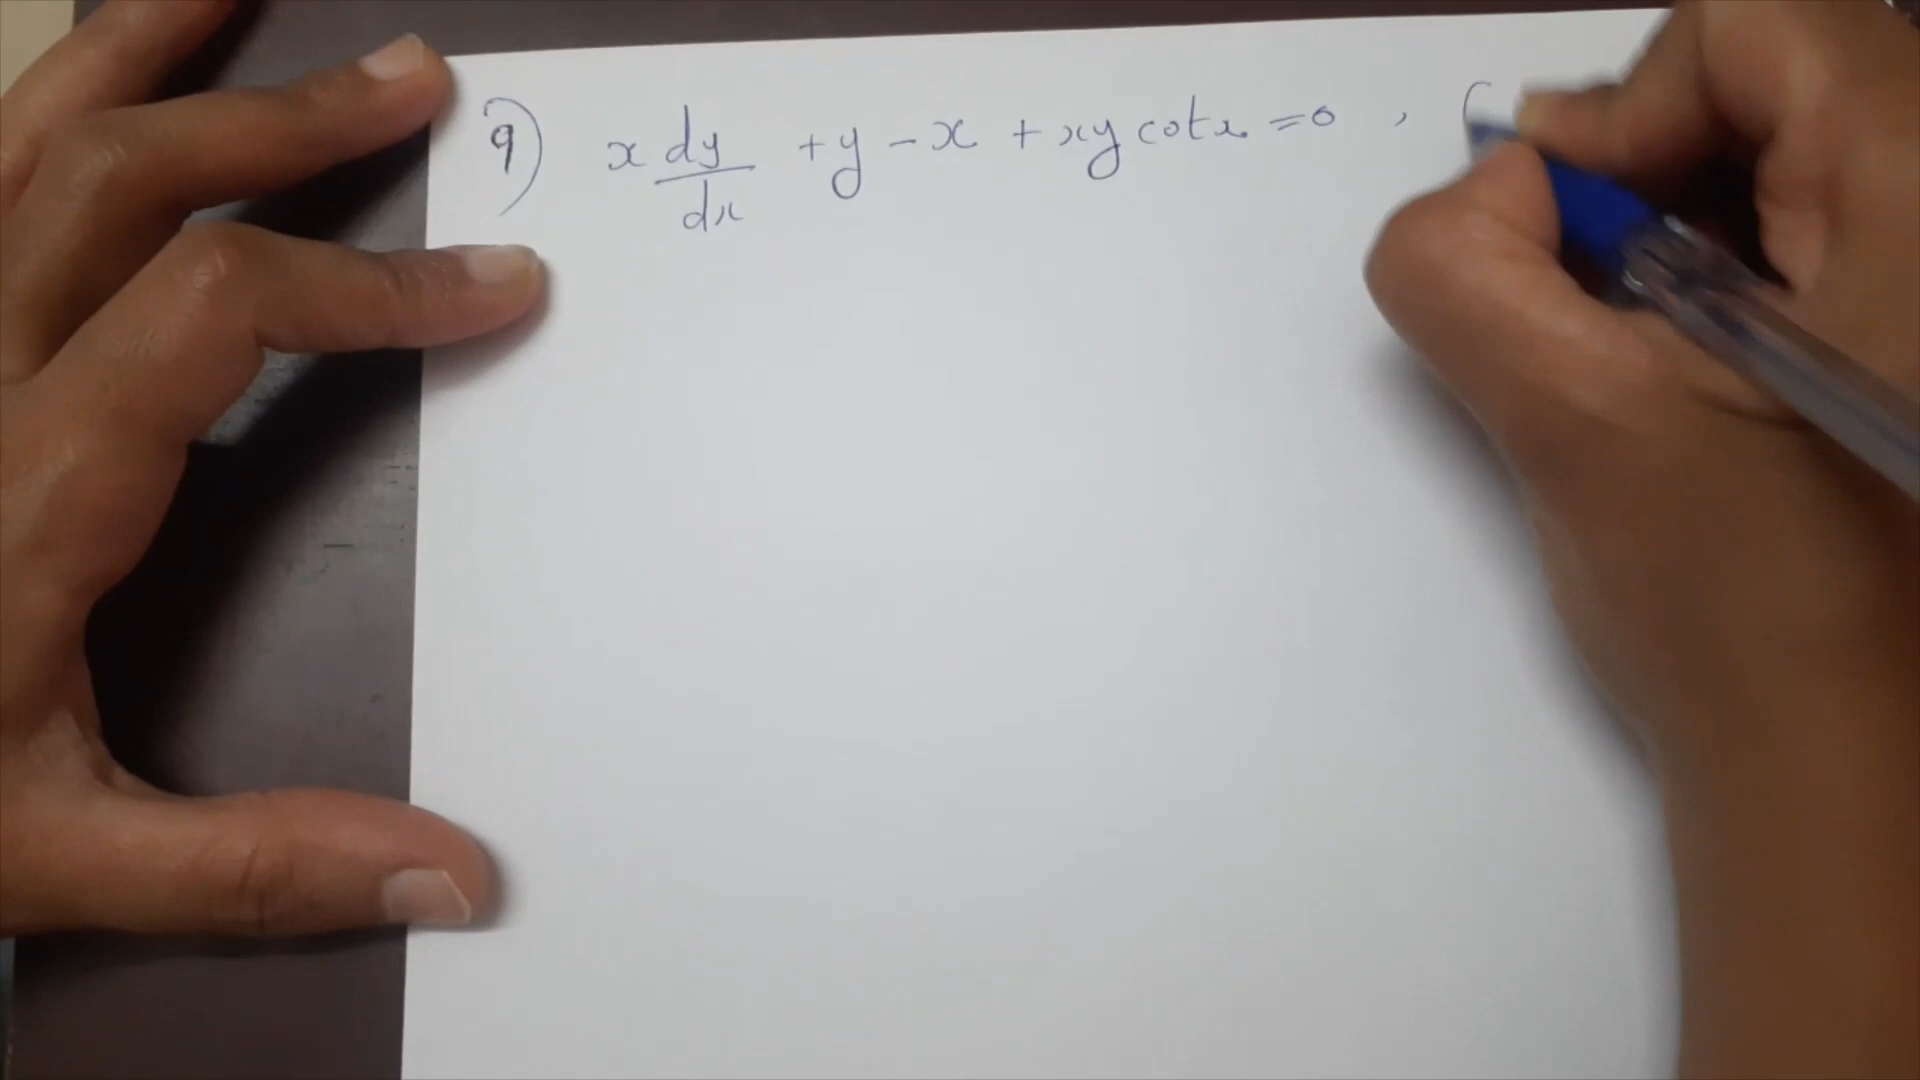 9) x dy/dx + y - x + xy cot x = 0 , (